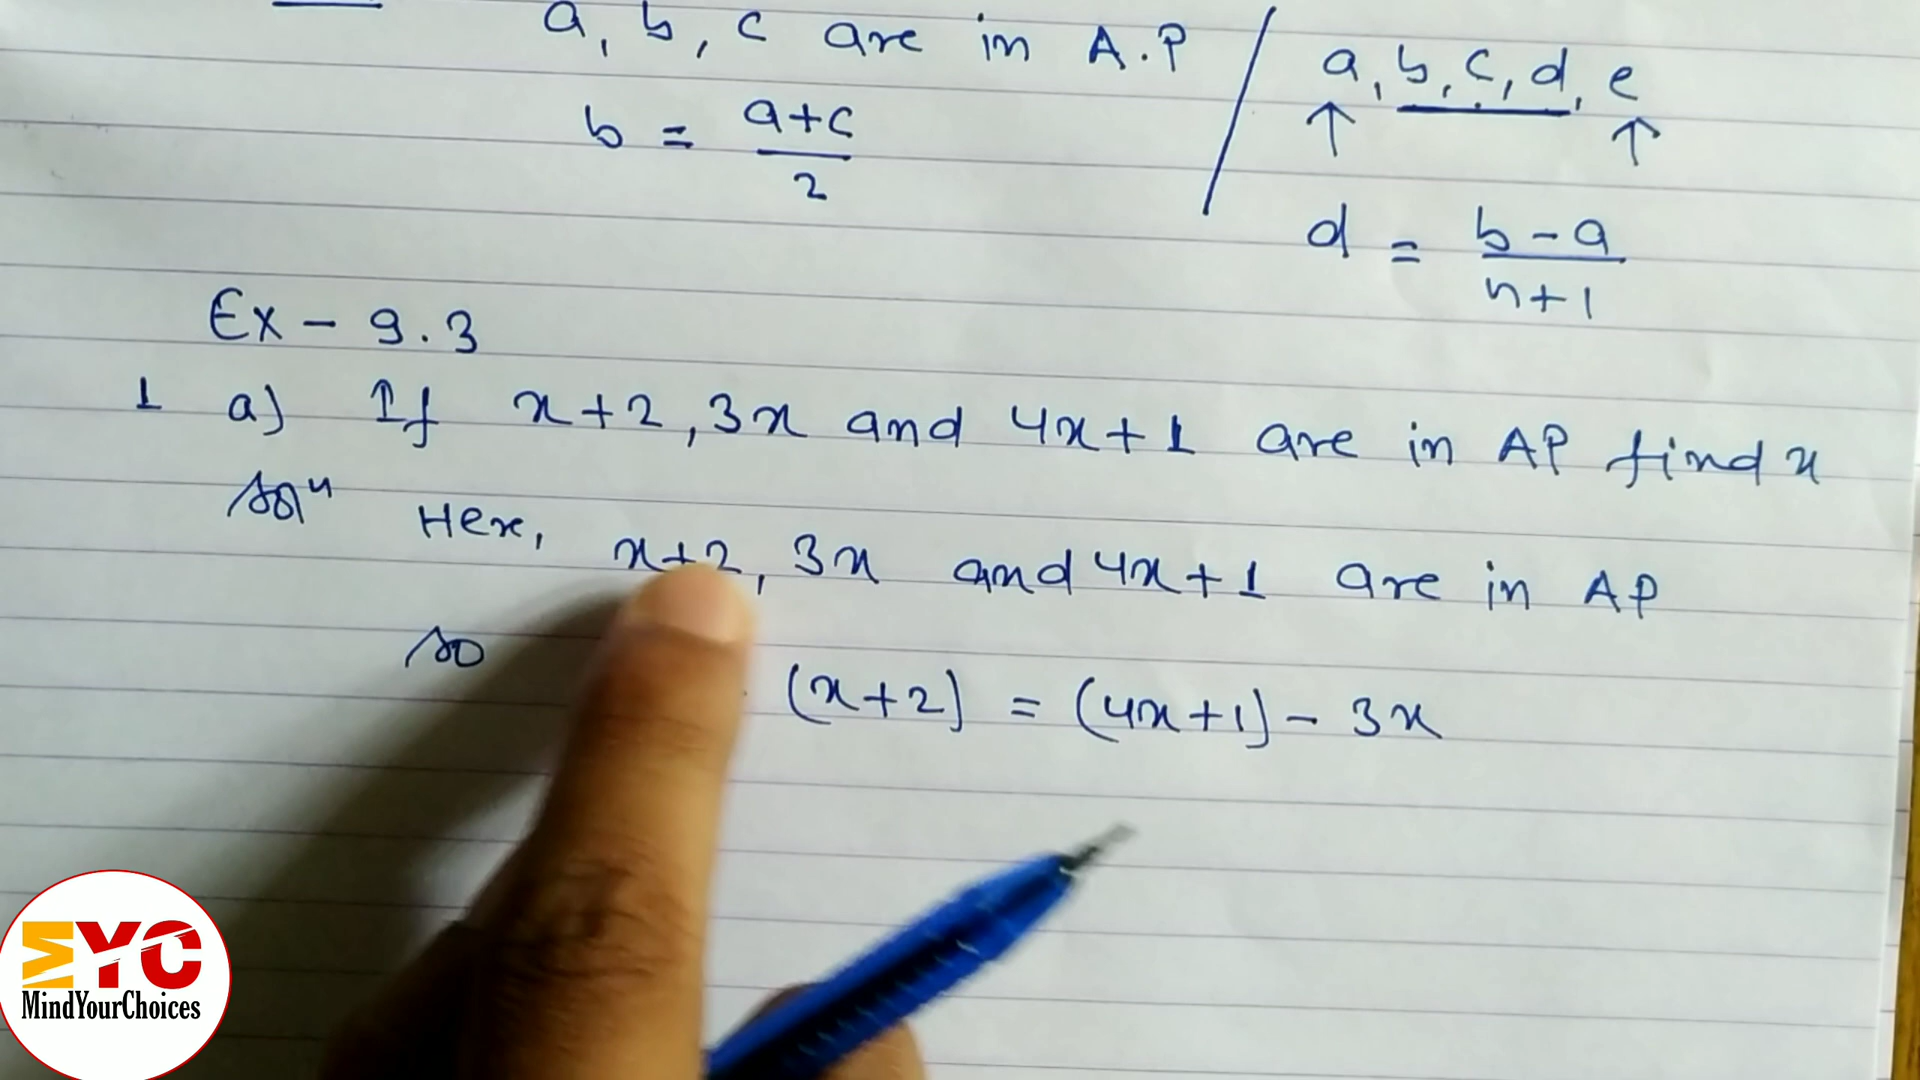 a, b, c are in A.P
b = a+c / 2
a, b, c, d, e
↑ ↑
d = b-a / n+1
Ex - 9.3
1 a) If x+2, 3x and 4x+1 are in AP find x
Here, x+2, 3x and 4x+1 are in AP
so (x+2) = (4x+1) - 3x
MYC
MindYourChoices